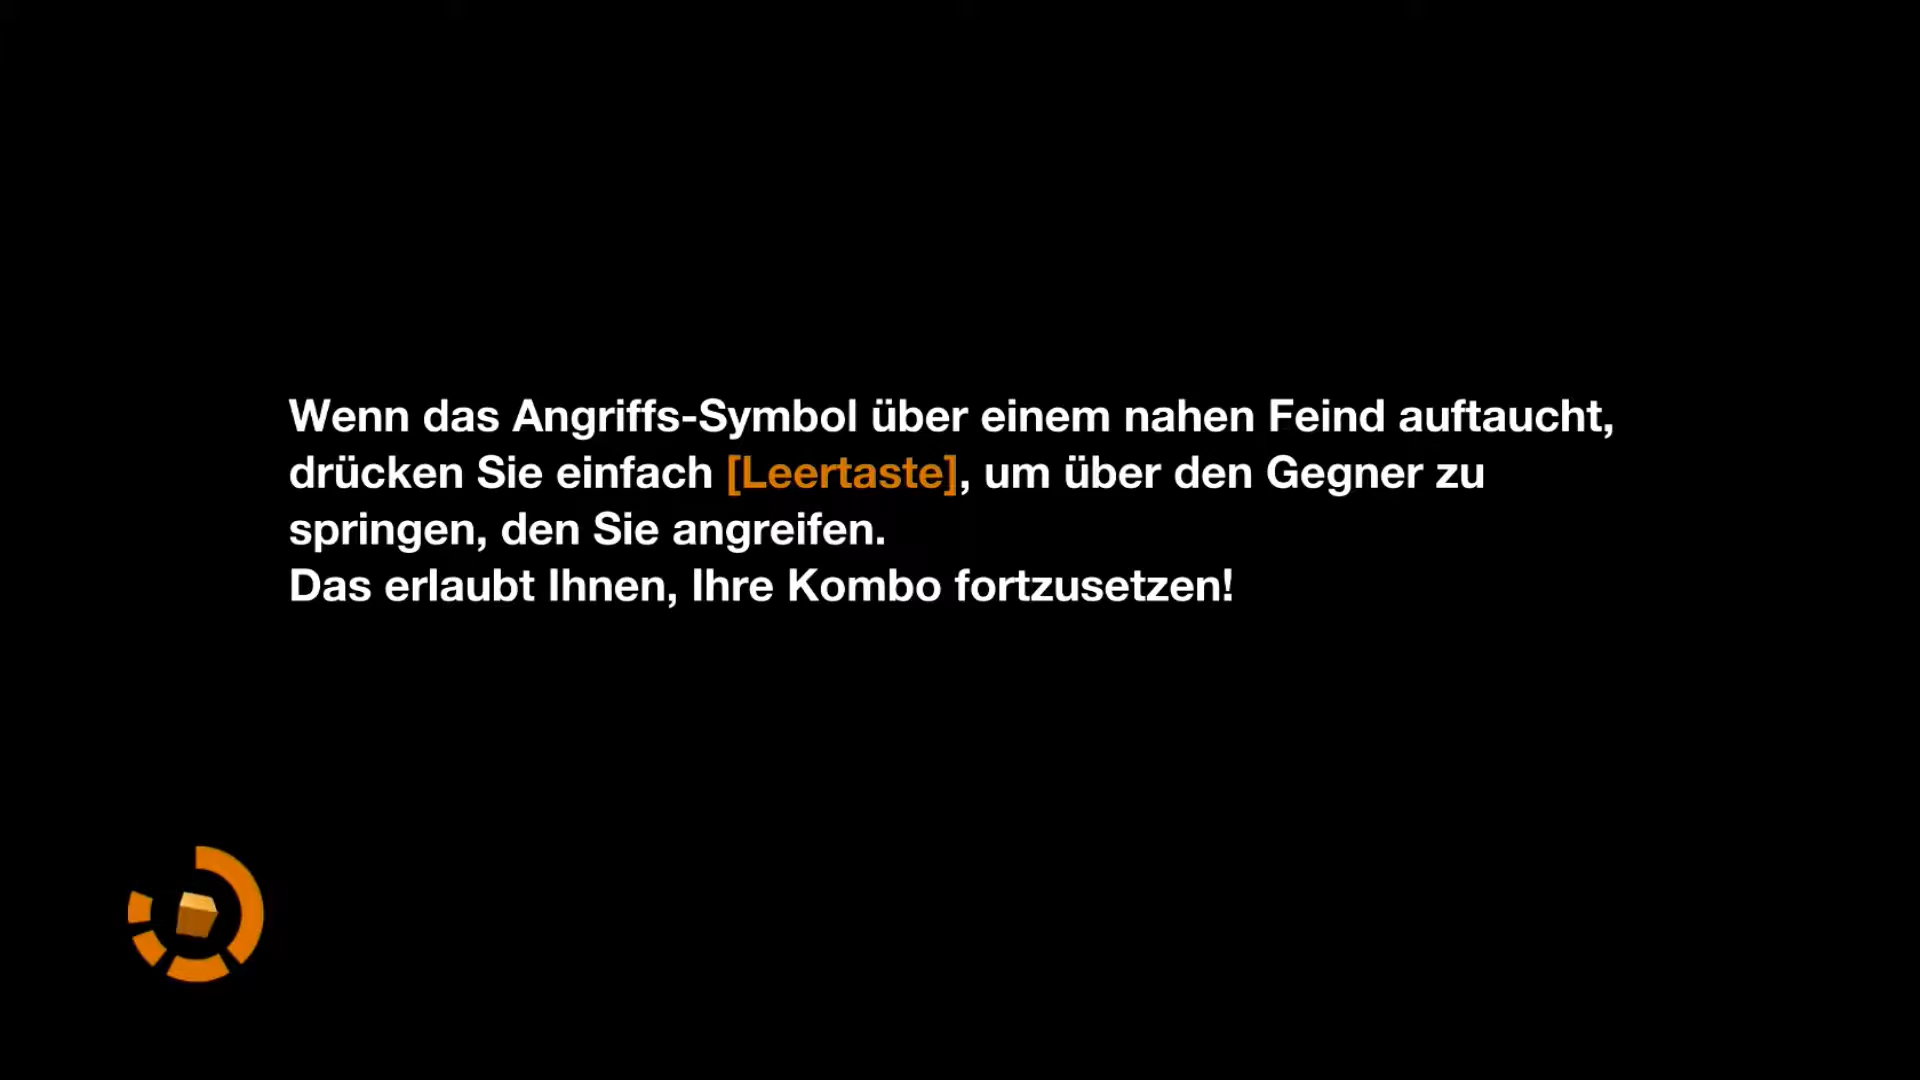 Wenn das Angriffs-Symbol über einem nahen Feind auftaucht,
drücken Sie einfach [Leertaste], um über den Gegner zu
springen, den Sie angreifen.
Das erlaubt Ihnen, Ihre Kombo fortzusetzen!